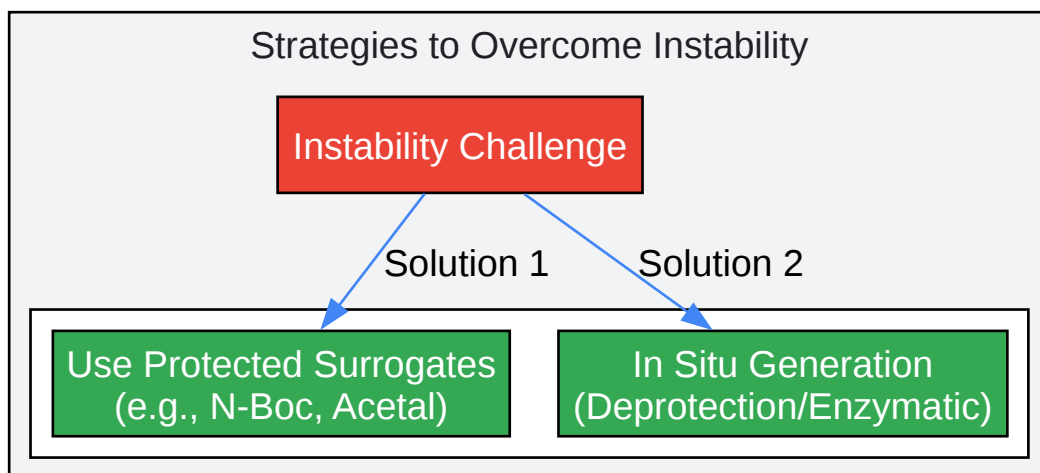 Strategies to Overcome Instability
Instability Challenge
Solution 1
Solution 2
Use Protected Surrogates
(e.g., N-Boc, Acetal)
In Situ Generation
(Deprotection/Enzymatic)